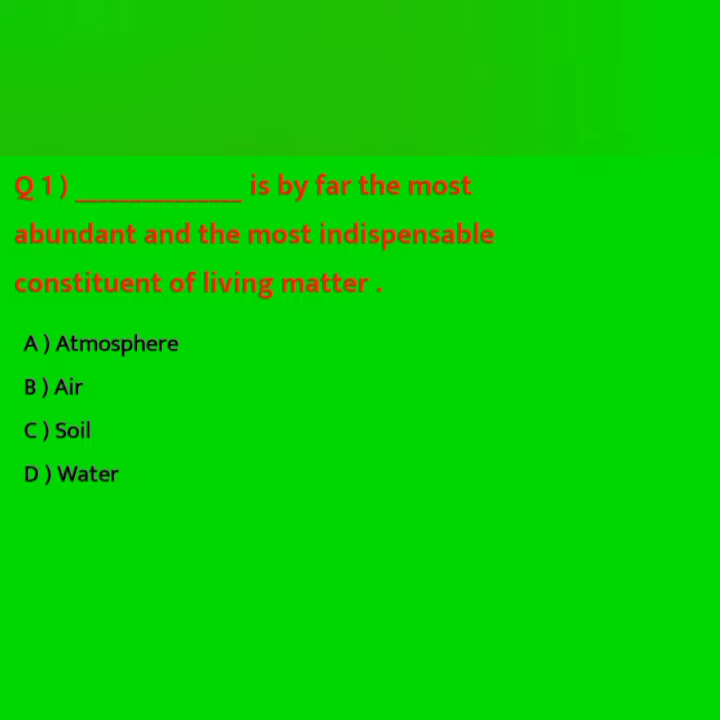 Q 1 ) ______________ is by far the most
abundant and the most indispensable
constituent of living matter .
A ) Atmosphere
B ) Air
C ) Soil
D ) Water